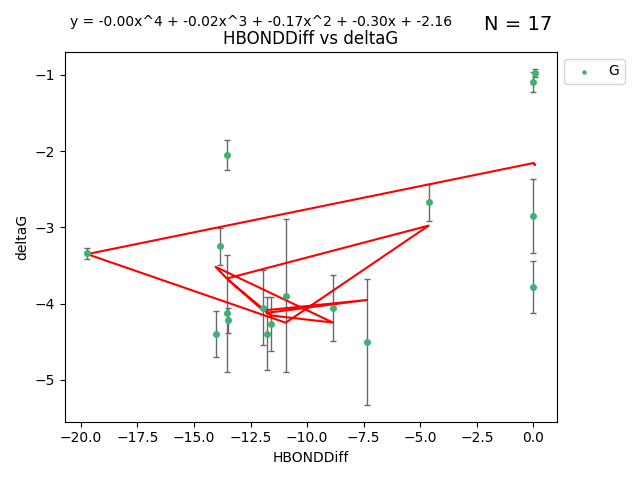 y = -0.00x^4 + -0.02x^3 + -0.17x^2 + -0.30x + -2.16
N = 17
HBONDDiff vs deltaG
G
−1
−2
−3
−4
−5
deltaG
−20.0 −17.5 −15.0 −12.5 −10.0 −7.5 −5.0 −2.5 0.0
HBONDDiff